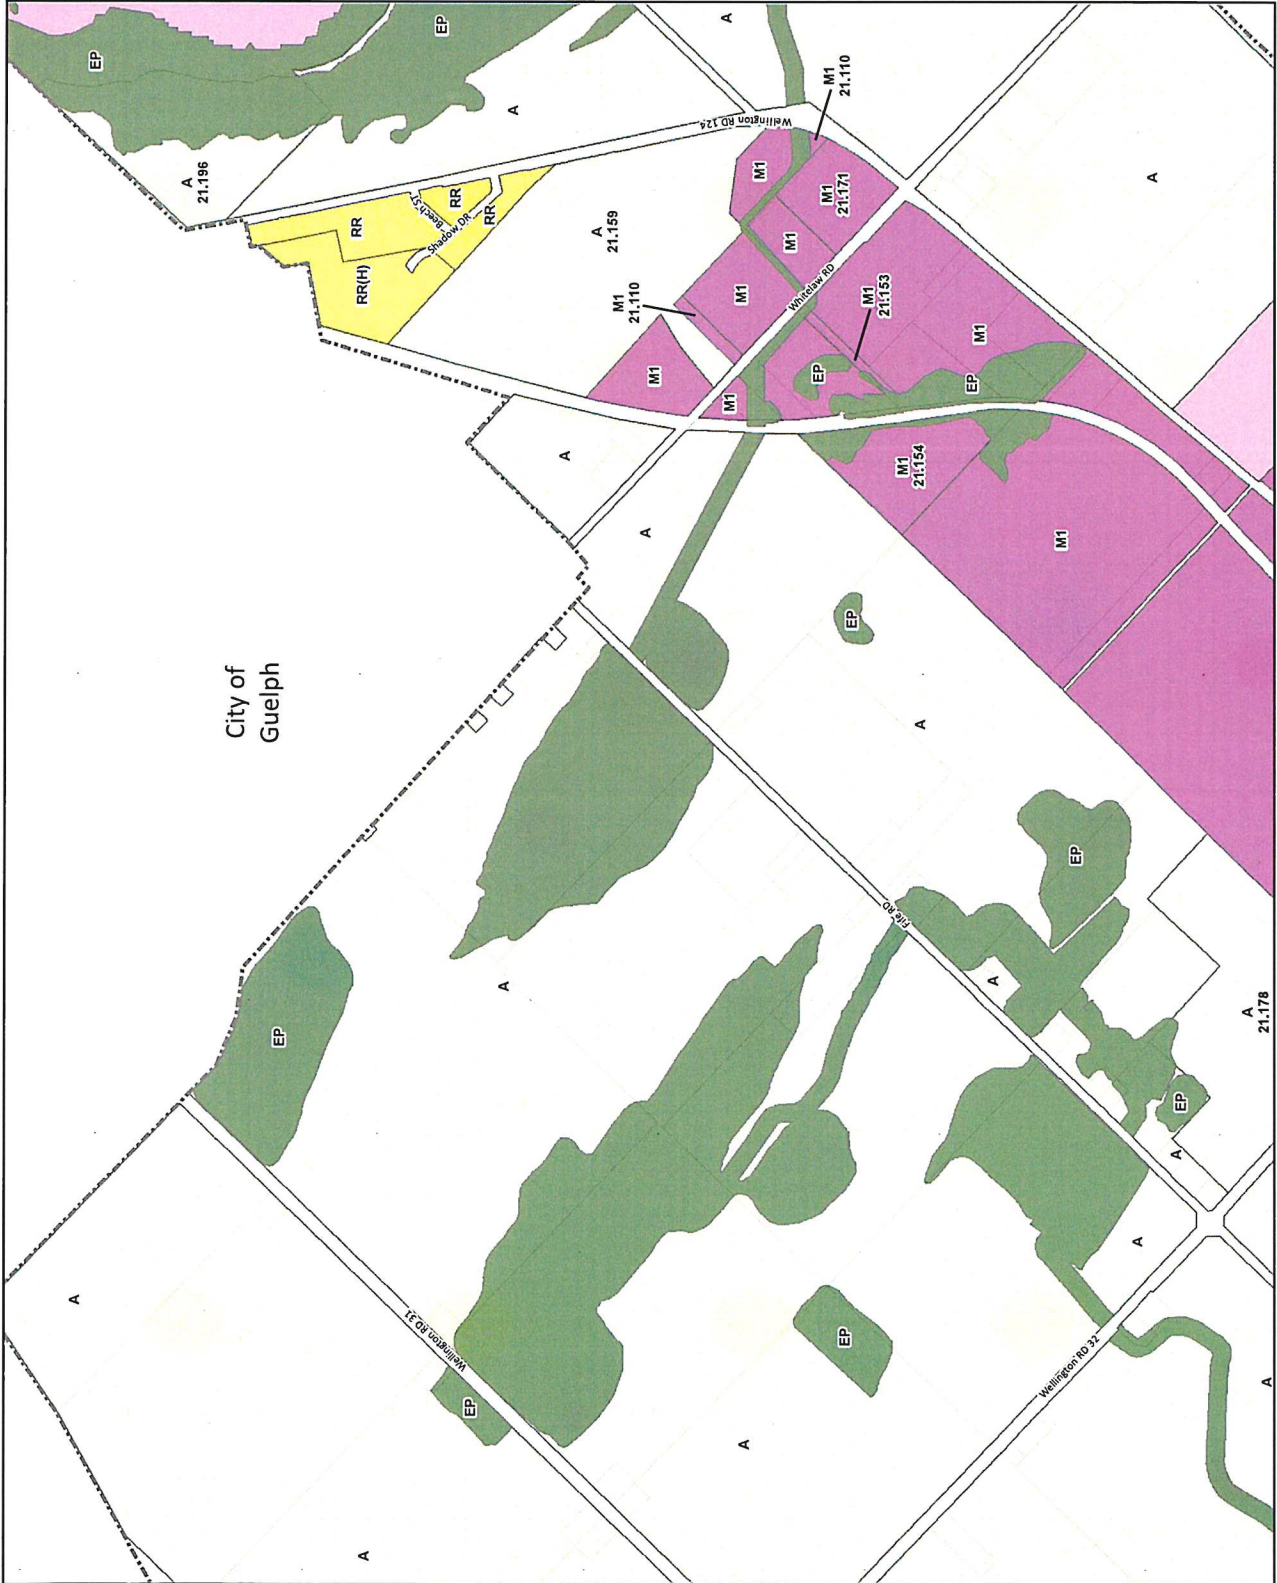 EP
EP
A
A
21.196
A
M1
21.110
Wellington RD 124
RR
RR
RR
Beech ST
Shadow DR
RR(H)
A
21.159
M1
M1
21.171
A
M1
M1
21.110
M1
Whitelaw RD
M1
21.153
M1
M1
EP
EP
M1
A
M1
21.154
A
M1
EP
City of
Guelph
A
EP
Fife RD
A
A
A
21.178
EP
EP
A
A
A
Wellington RD 31
EP
EP
Wellington RD 32
A
A
A